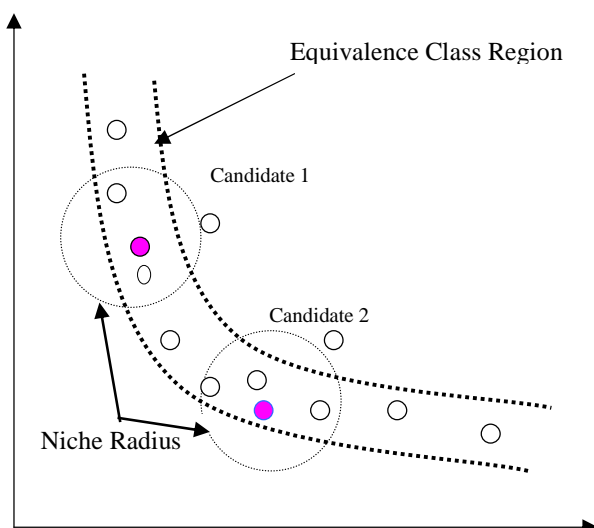 Equivalence Class Region
Candidate 1
Candidate 2
Niche Radius